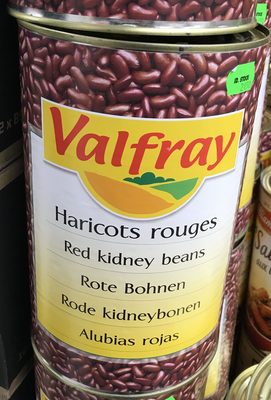 Valfray
Haricots rouges
Red kidney beans
Rote Bohnen
Rode kidneybonen
Alubias rojas